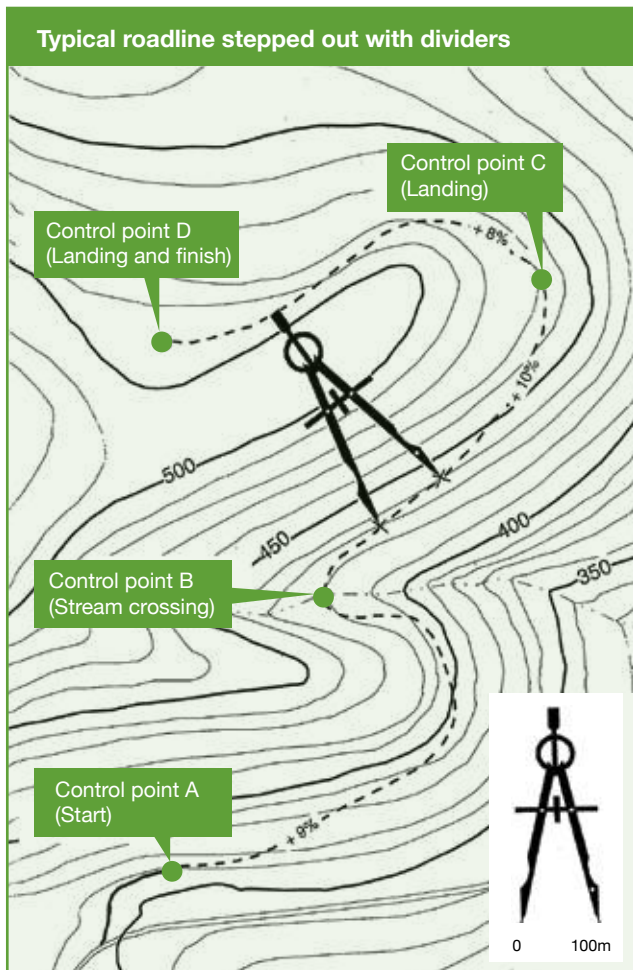 Typical roadline stepped out with dividers
Control point C
(Landing)
Control point D
(Landing and finish)
+8%
+10%
500
450
400
350
Control point B
(Stream crossing)
Control point A
(Start)
+9%
0 100m